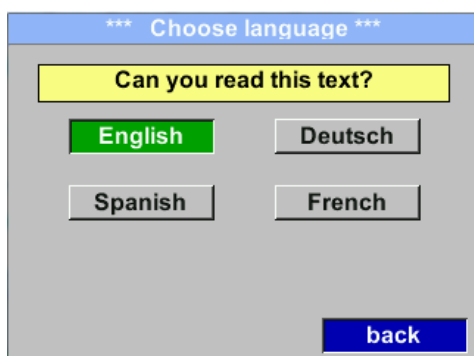 *** Choose language ***
Can you read this text?
English Deutsch
Spanish French
back